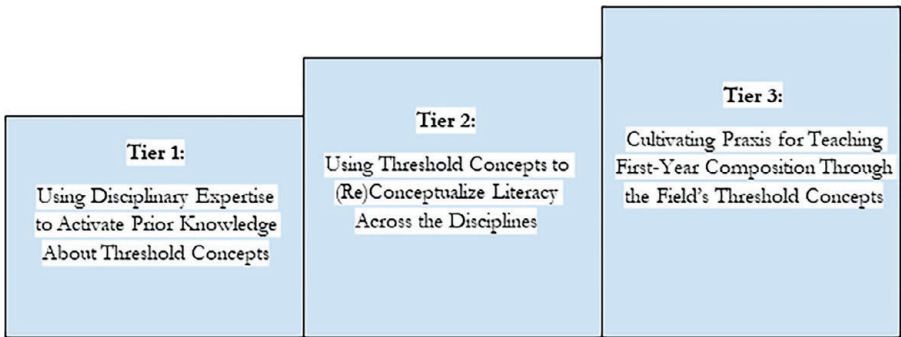 Tier 1:
Using Disciplinary Expertise
to Activate Prior Knowledge
About Threshold Concepts
Tier 2:
Using Threshold Concepts to
(Re)Conceptualize Literacy
Across the Disciplines
Tier 3:
Cultivating Praxis for Teaching
First-Year Composition Through
the Field's Threshold Concepts